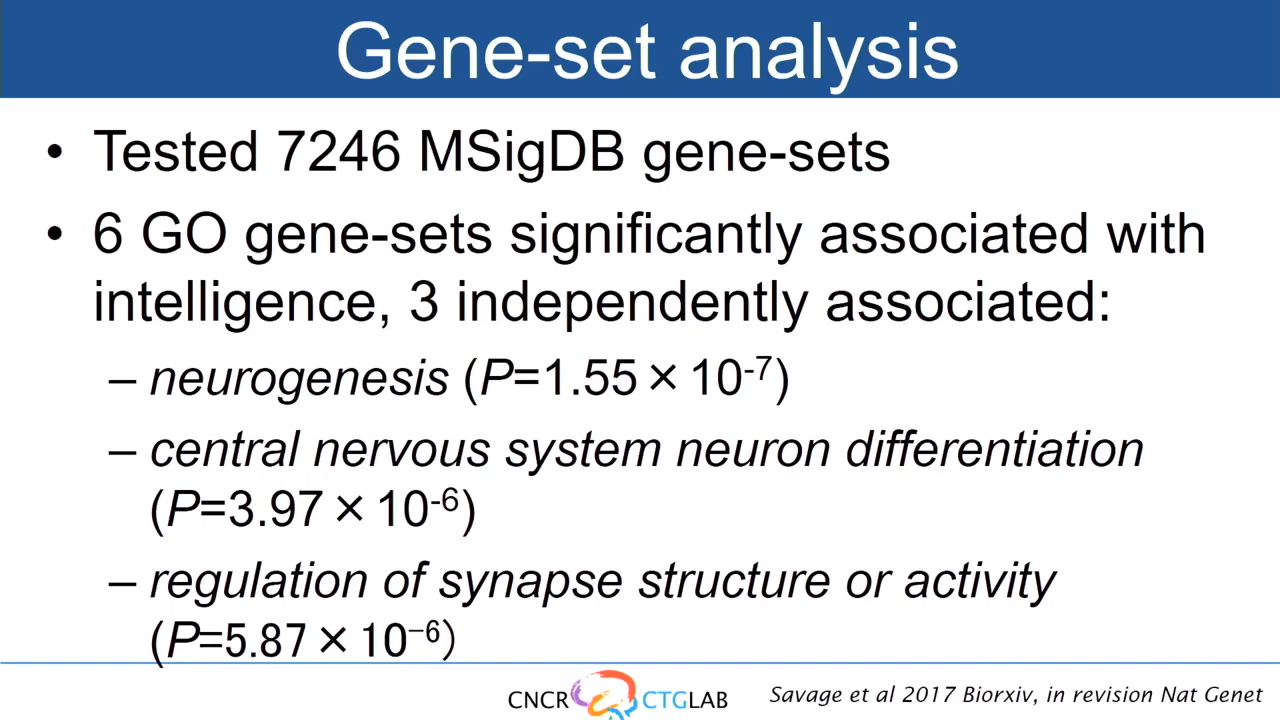 Gene-set analysis
• Tested 7246 MSigDB gene-sets
• 6 GO gene-sets significantly associated with
intelligence, 3 independently associated:
– neurogenesis (P=1.55×10⁻⁷)
– central nervous system neuron differentiation
(P=3.97×10⁻⁶)
– regulation of synapse structure or activity
(P=5.87×10⁻⁶)
CNCR CTGLAB
Savage et al 2017 Biorxiv, in revision Nat Genet